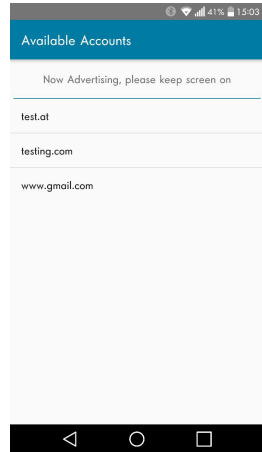 41% 15:03
Available Accounts
Now Advertising, please keep screen on
test.at
testing.com
www.gmail.com